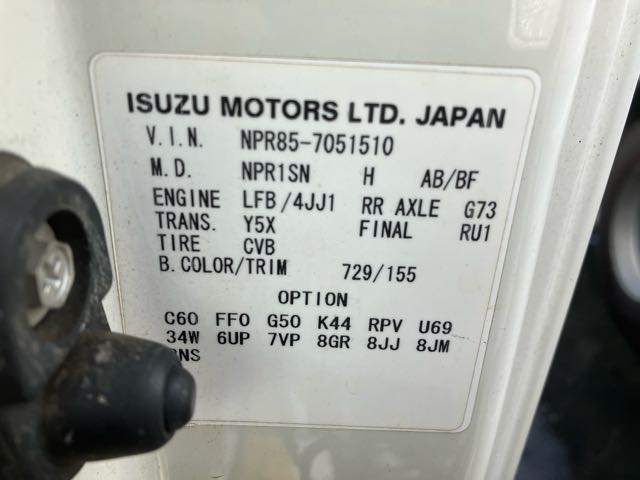 ISUZU MOTORS LTD. JAPAN
V.I.N. NPR85-7051510
M.D. NPR1SN H AB/BF
ENGINE LFB/4JJ1 RR AXLE G73
TRANS. Y5X FINAL RU1
TIRE CVB
B.COLOR/TRIM 729/155
OPTION
C60 FF0 G50 K44 RPV U69
34W 6UP 7VP 8GR 8JJ 8JM